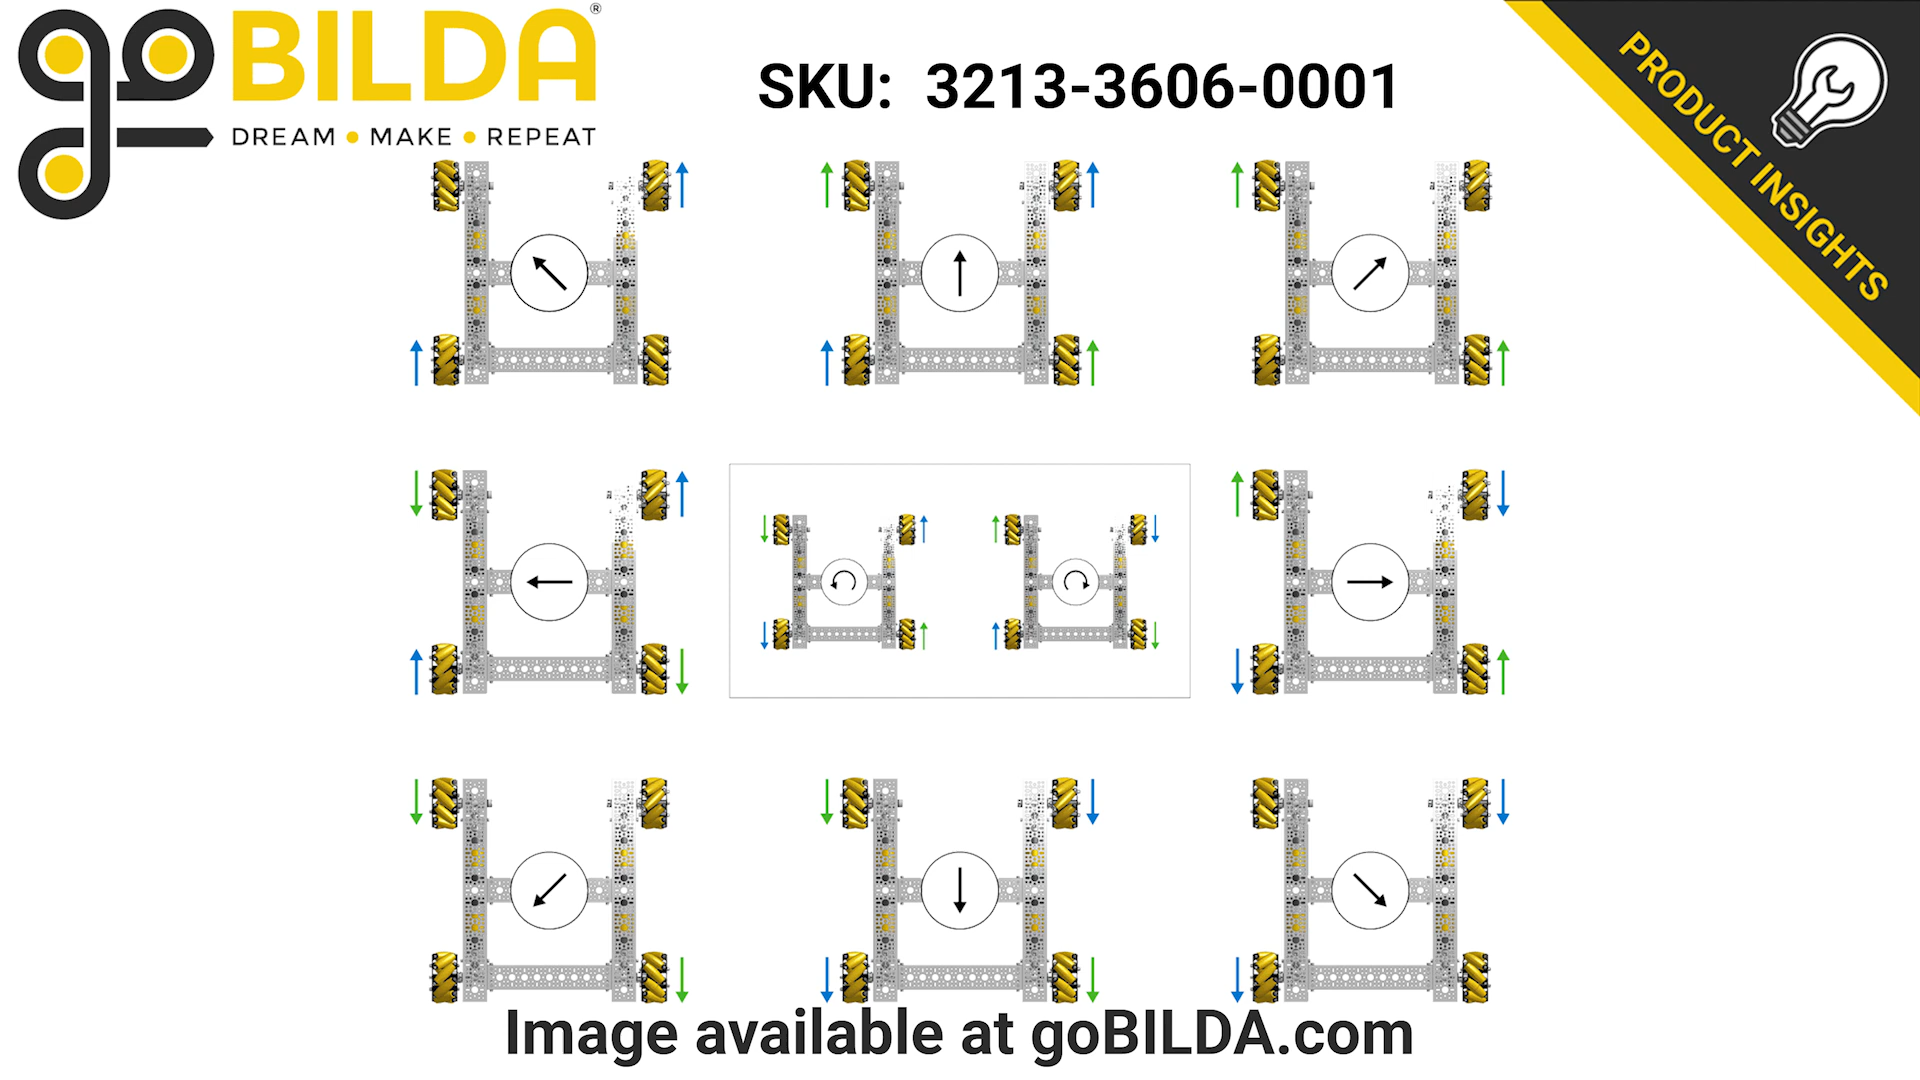 goBILDA®
DREAM • MAKE • REPEAT
SKU: 3213-3606-0001
PRODUCT INSIGHTS
Image available at goBILDA.com